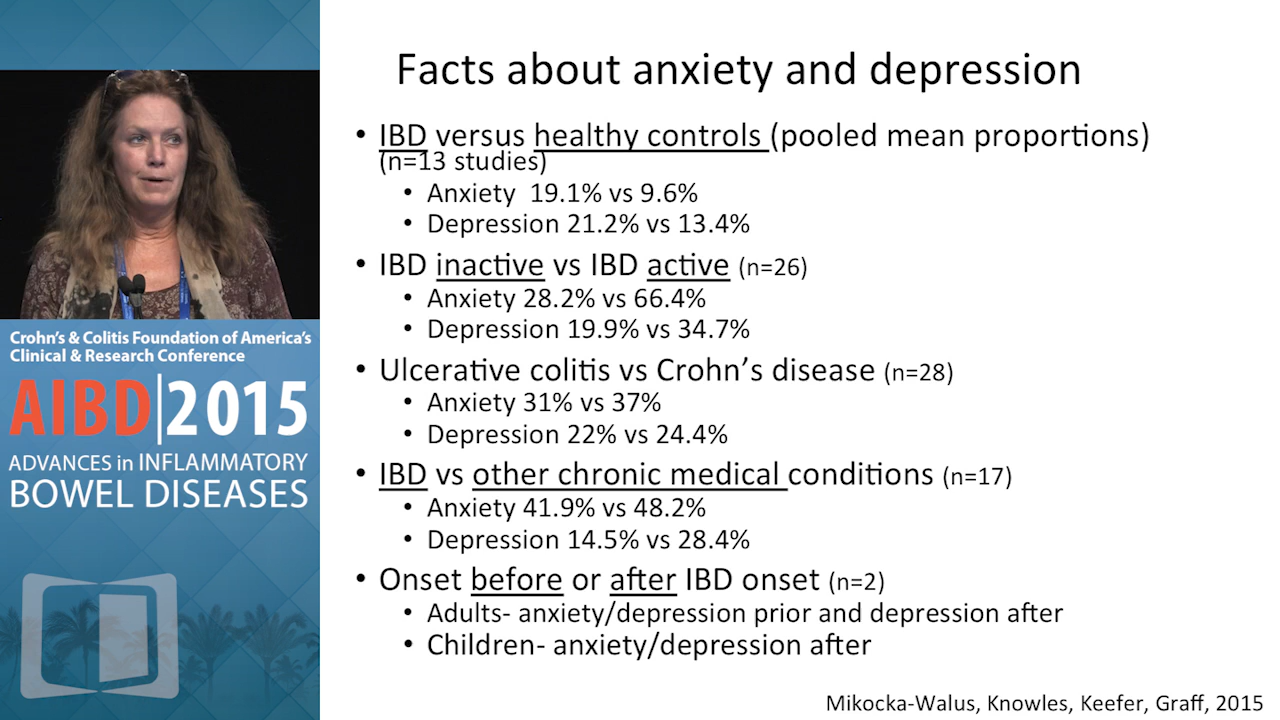 Facts about anxiety and depression
• IBD versus healthy controls (pooled mean proportions)
(n=13 studies)
• Anxiety 19.1% vs 9.6%
• Depression 21.2% vs 13.4%
• IBD inactive vs IBD active (n=26)
• Anxiety 28.2% vs 66.4%
• Depression 19.9% vs 34.7%
• Ulcerative colitis vs Crohn’s disease (n=28)
• Anxiety 31% vs 37%
• Depression 22% vs 24.4%
• IBD vs other chronic medical conditions (n=17)
• Anxiety 41.9% vs 48.2%
• Depression 14.5% vs 28.4%
• Onset before or after IBD onset (n=2)
• Adults- anxiety/depression prior and depression after
• Children- anxiety/depression after
Mikocka-Walus, Knowles, Keefer, Graff, 2015
Crohn’s & Colitis Foundation of America’s
Clinical & Research Conference
AIBD|2015
ADVANCES in INFLAMMATORY
BOWEL DISEASES